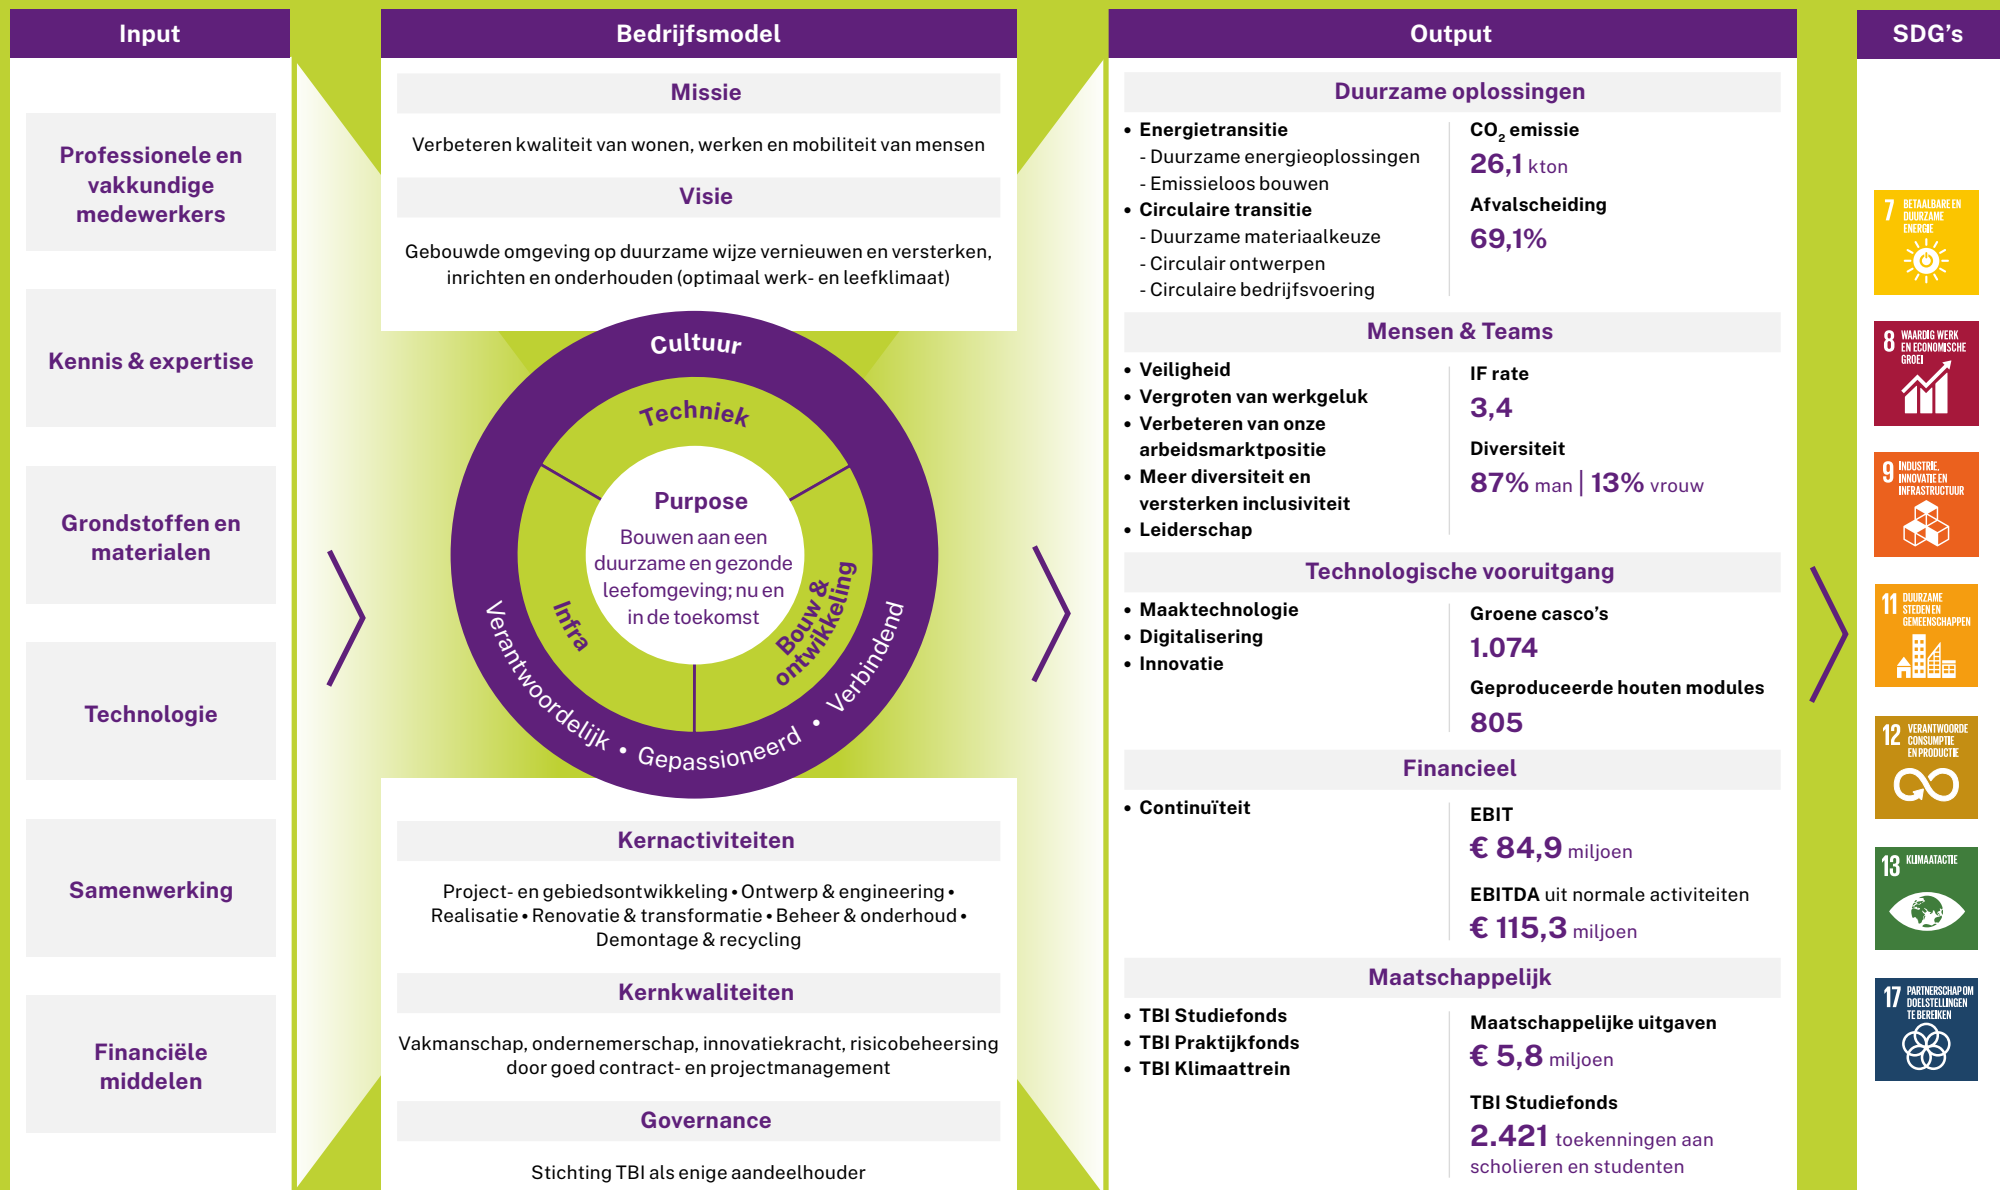 Input
Professionele en
vakkundige
medewerkers
Kennis & expertise
Grondstoffen en
materialen
Technologie
Samenwerking
Financiële
middelen
Bedrijfsmodel
Missie
Verbeteren kwaliteit van wonen, werken en mobiliteit van mensen
Visie
Gebouwde omgeving op duurzame wijze vernieuwen en versterken,
inrichten en onderhouden (optimaal werk- en leefklimaat)
Cultuur
Techniek
Purpose
Bouwen aan een
duurzame en gezonde
leefomgeving; nu en
in de toekomst
Infra
Bouw &
ontwikkeling
Verantwoordelijk • Gepassioneerd • Verbindend
Kernactiviteiten
Project- en gebiedsontwikkeling • Ontwerp & engineering •
Realisatie • Renovatie & transformatie • Beheer & onderhoud •
Demontage & recycling
Kernkwaliteiten
Vakmanschap, ondernemerschap, innovatiekracht, risicobeheersing
door goed contract- en projectmanagement
Governance
Stichting TBI als enige aandeelhouder
Output
Duurzame oplossingen
• Energietransitie
- Duurzame energieoplossingen
- Emissieloos bouwen
• Circulaire transitie
- Duurzame materiaalkeuze
- Circulair ontwerpen
- Circulaire bedrijfsvoering
CO₂ emissie
26,1 kton
Afvalscheiding
69,1%
Mensen & Teams
• Veiligheid
• Vergroten van werkgeluk
• Verbeteren van onze
arbeidsmarktpositie
• Meer diversiteit en
versterken inclusiviteit
• Leiderschap
IF rate
3,4
Diversiteit
87% man | 13% vrouw
Technologische vooruitgang
• Maaktechnologie
• Digitalisering
• Innovatie
Groene casco’s
1.074
Geproduceerde houten modules
805
Financieel
• Continuïteit
EBIT
€ 84,9 miljoen
EBITDA uit normale activiteiten
€ 115,3 miljoen
Maatschappelijk
• TBI Studiefonds
• TBI Praktijkfonds
• TBI Klimaattrein
Maatschappelijke uitgaven
€ 5,8 miljoen
TBI Studiefonds
2.421 toekenningen aan
scholieren en studenten
SDG’s
7 BETAALBARE EN
DUURZAME
ENERGIE
8 WAARDIG WERK
EN ECONOMISCHE
GROEI
9 INDUSTRIE,
INNOVATIE EN
INFRASTRUCTUUR
11 DUURZAME
STEDEN EN
GEMEENSCHAPPEN
12 VERANTWOORDE
CONSUMPTIE
EN PRODUCTIE
13 KLIMAATACTIE
17 PARTNERSCHAP OM
DOELSTELLINGEN
TE BEREIKEN